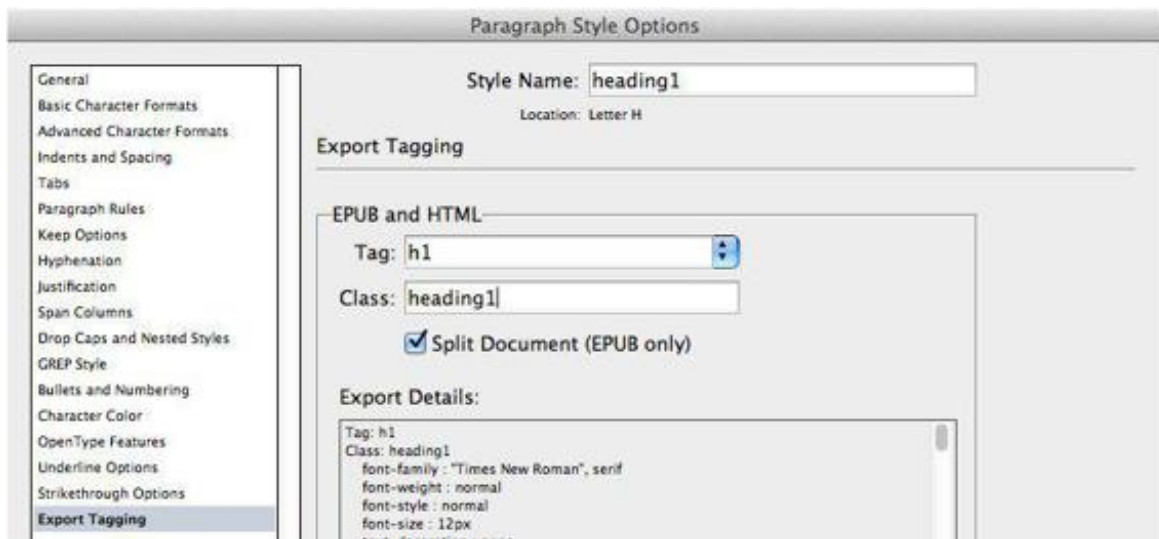 Paragraph Style Options
General
Basic Character Formats
Advanced Character Formats
Indents and Spacing
Tabs
Paragraph Rules
Keep Options
Hyphenation
Justification
Span Columns
Drop Caps and Nested Styles
GREP Style
Bullets and Numbering
Character Color
OpenType Features
Underline Options
Strikethrough Options
Export Tagging
Style Name: heading1
Location: Letter H
Export Tagging
EPUB and HTML
Tag: h1
Class: heading1
Split Document (EPUB only)
Export Details:
Tag: h1
Class: heading1
font-family : "Times New Roman", serif
font-weight : normal
font-style : normal
font-size : 12px